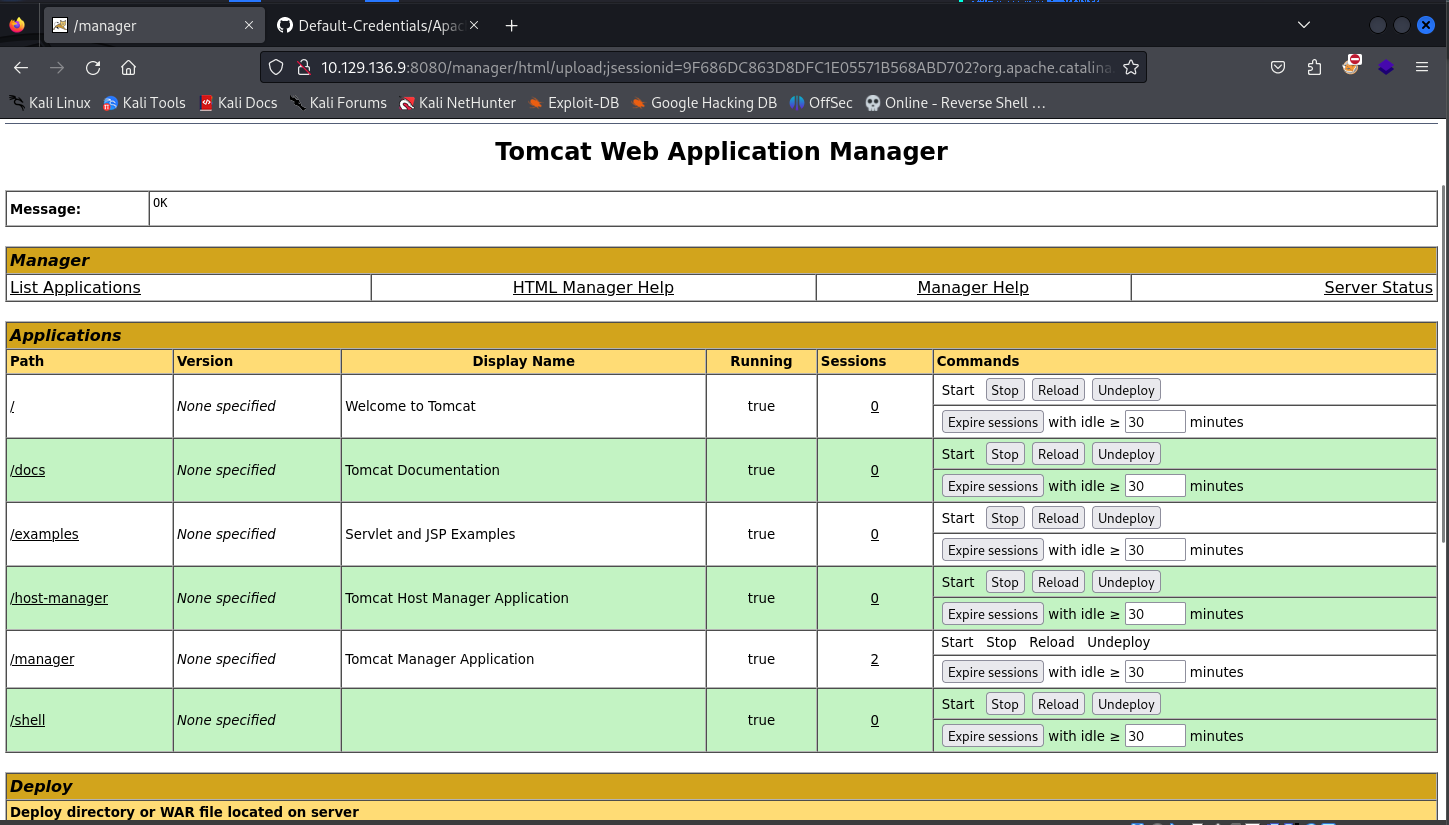 /manager
Default-Credentials/Apac
10.129.136.9:8080/manager/html/upload;jsessionid=9F686DC863D8DFC1E05571B568ABD702?org.apache.catalina
Kali Linux Kali Tools Kali Docs Kali Forums Kali NetHunter Exploit-DB Google Hacking DB OffSec Online - Reverse Shell …
Tomcat Web Application Manager
Message: OK
Manager
List Applications HTML Manager Help Manager Help Server Status
Applications
Path Version Display Name Running Sessions Commands
/ None specified Welcome to Tomcat true 0 Start Stop Reload Undeploy
Expire sessions with idle ≥ 30 minutes
/docs None specified Tomcat Documentation true 0 Start Stop Reload Undeploy
Expire sessions with idle ≥ 30 minutes
/examples None specified Servlet and JSP Examples true 0 Start Stop Reload Undeploy
Expire sessions with idle ≥ 30 minutes
/host-manager None specified Tomcat Host Manager Application true 0 Start Stop Reload Undeploy
Expire sessions with idle ≥ 30 minutes
/manager None specified Tomcat Manager Application true 2 Start Stop Reload Undeploy
Expire sessions with idle ≥ 30 minutes
/shell None specified true 0 Start Stop Reload Undeploy
Expire sessions with idle ≥ 30 minutes
Deploy
Deploy directory or WAR file located on server